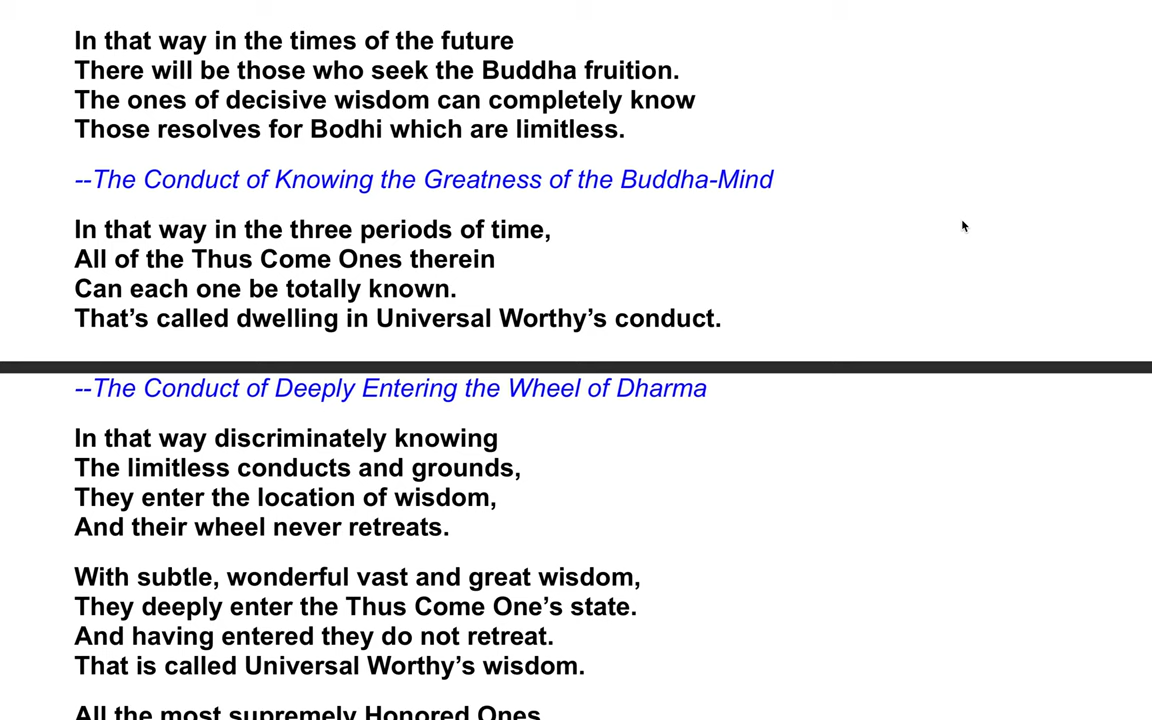 In that way in the times of the future
There will be those who seek the Buddha fruition.
The ones of decisive wisdom can completely know
Those resolves for Bodhi which are limitless.
--The Conduct of Knowing the Greatness of the Buddha-Mind
In that way in the three periods of time,
All of the Thus Come Ones therein
Can each one be totally known.
That’s called dwelling in Universal Worthy’s conduct.
--The Conduct of Deeply Entering the Wheel of Dharma
In that way discriminately knowing
The limitless conducts and grounds,
They enter the location of wisdom,
And their wheel never retreats.
With subtle, wonderful vast and great wisdom,
They deeply enter the Thus Come One’s state.
And having entered they do not retreat.
That is called Universal Worthy’s wisdom.
All the most supremely Honored Ones